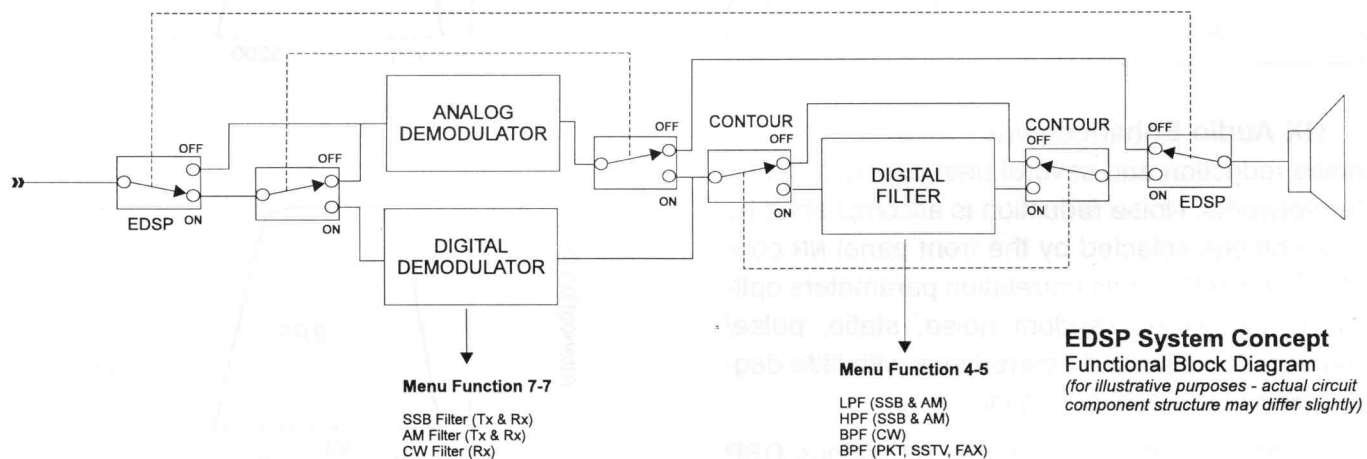 OFF
ON
EDSP
OFF
ON
ANALOG
DEMODULATOR
DIGITAL
DEMODULATOR
OFF
ON
CONTOUR
OFF
ON
DIGITAL
FILTER
CONTOUR
OFF
ON
OFF
ON
EDSP
Menu Function 7-7
SSB Filter (Tx & Rx)
AM Filter (Tx & Rx)
CW Filter (Rx)
Menu Function 4-5
LPF (SSB & AM)
HPF (SSB & AM)
BPF (CW)
BPF (PKT, SSTV, FAX)
EDSP System Concept
Functional Block Diagram
(for illustrative purposes - actual circuit
component structure may differ slightly)